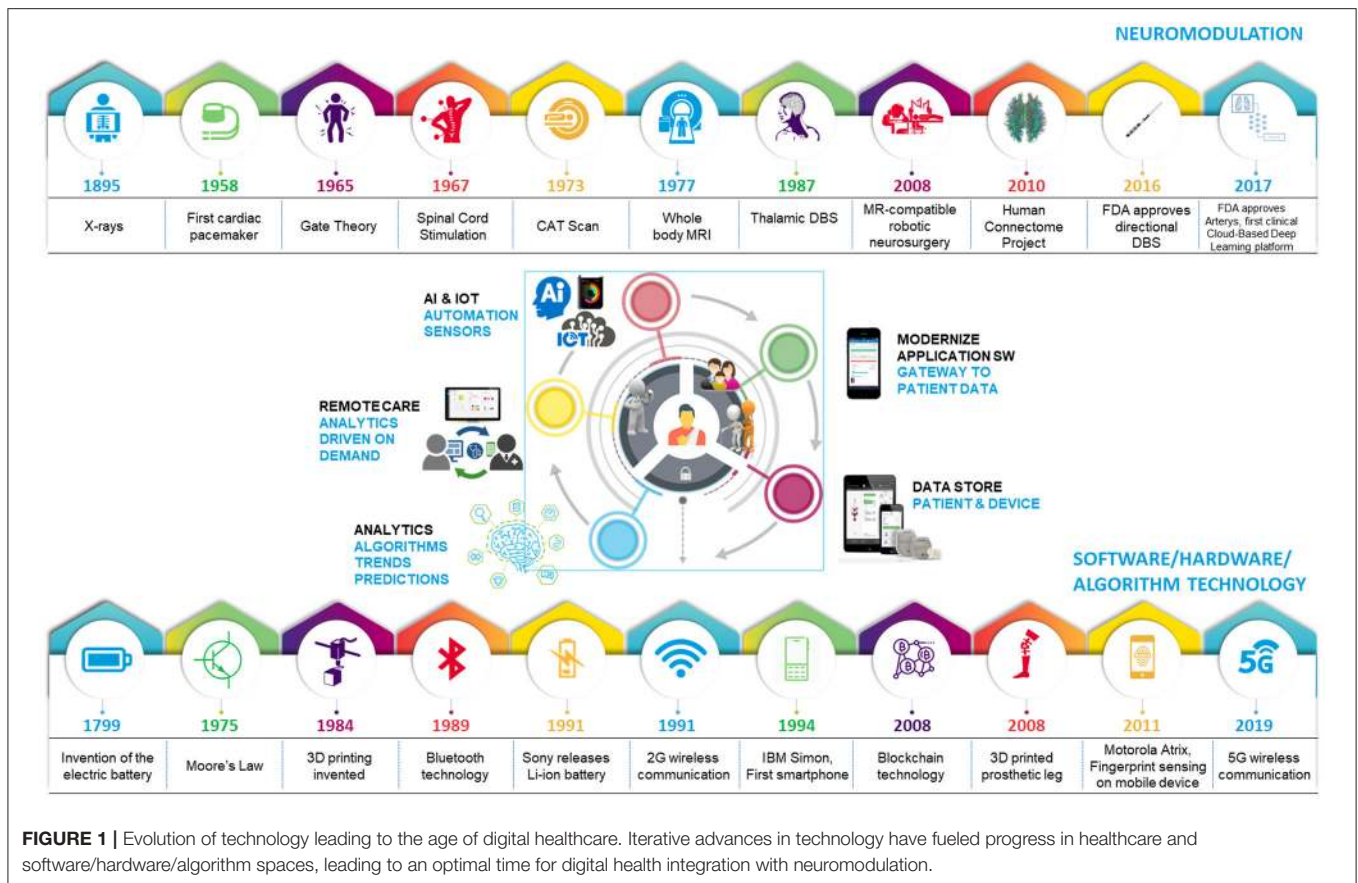 NEUROMODULATION
1895
1958
1965
1967
1973
1977
1987
2008
2010
2016
2017
X-rays
First cardiac
pacemaker
Gate Theory
Spinal Cord
Stimulation
CAT Scan
Whole
body MRI
Thalamic DBS
MR-compatible
robotic
neurosurgery
Human
Connectome
Project
FDA approves
directional
DBS
FDA approves
Arterys, first clinical
Cloud-Based Deep
Learning platform
AI & IOT
AUTOMATION
SENSORS
Ai
IOT
MODERNIZE
APPLICATION SW
GATEWAY TO
PATIENT DATA
REMOTE CARE
ANALYTICS
DRIVEN ON
DEMAND
DATA STORE
PATIENT & DEVICE
ANALYTICS
ALGORITHMS
TRENDS
PREDICTIONS
SOFTWARE/HARDWARE/
ALGORITHM TECHNOLOGY
5G
1799
1975
1984
1989
1991
1991
1994
2008
2008
2011
2019
Invention of the
electric battery
Moore's Law
3D printing
invented
Bluetooth
technology
Sony releases
Li-ion battery
2G wireless
communication
IBM Simon,
First smartphone
Blockchain
technology
3D printed
prosthetic leg
Motorola Atrix,
Fingerprint sensing
on mobile device
5G wireless
communication
FIGURE 1 | Evolution of technology leading to the age of digital healthcare. Iterative advances in technology have fueled progress in healthcare and
software/hardware/algorithm spaces, leading to an optimal time for digital health integration with neuromodulation.